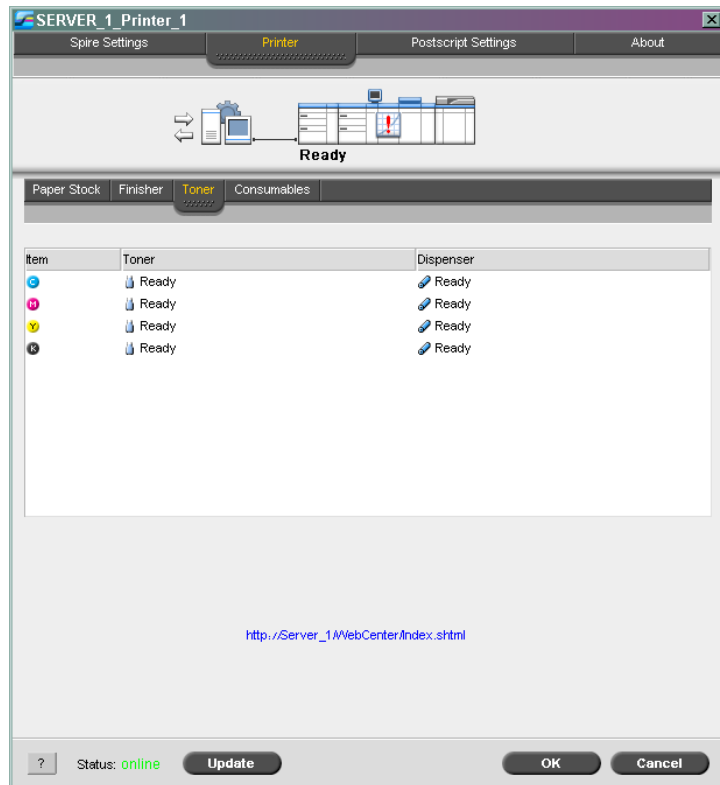 SERVER_1_Printer_1
Spire Settings Printer Postscript Settings About
Ready
Paper Stock Finisher Toner Consumables
Item Toner Dispenser
C Ready Ready
M Ready Ready
Y Ready Ready
K Ready Ready
http://Server_1/WebCenter/Index.shtml
? Status: online Update OK Cancel